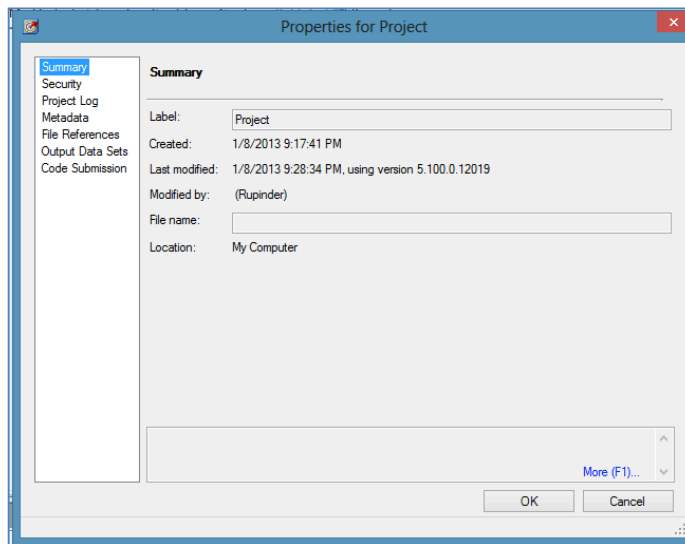 Properties for Project
Summary
Security
Project Log
Metadata
File References
Output Data Sets
Code Submission
Summary
Label: Project
Created: 1/8/2013 9:17:41 PM
Last modified: 1/8/2013 9:28:34 PM, using version 5.100.0.12019
Modified by: (Rupinder)
File name:
Location: My Computer
More (F1)...
OK Cancel